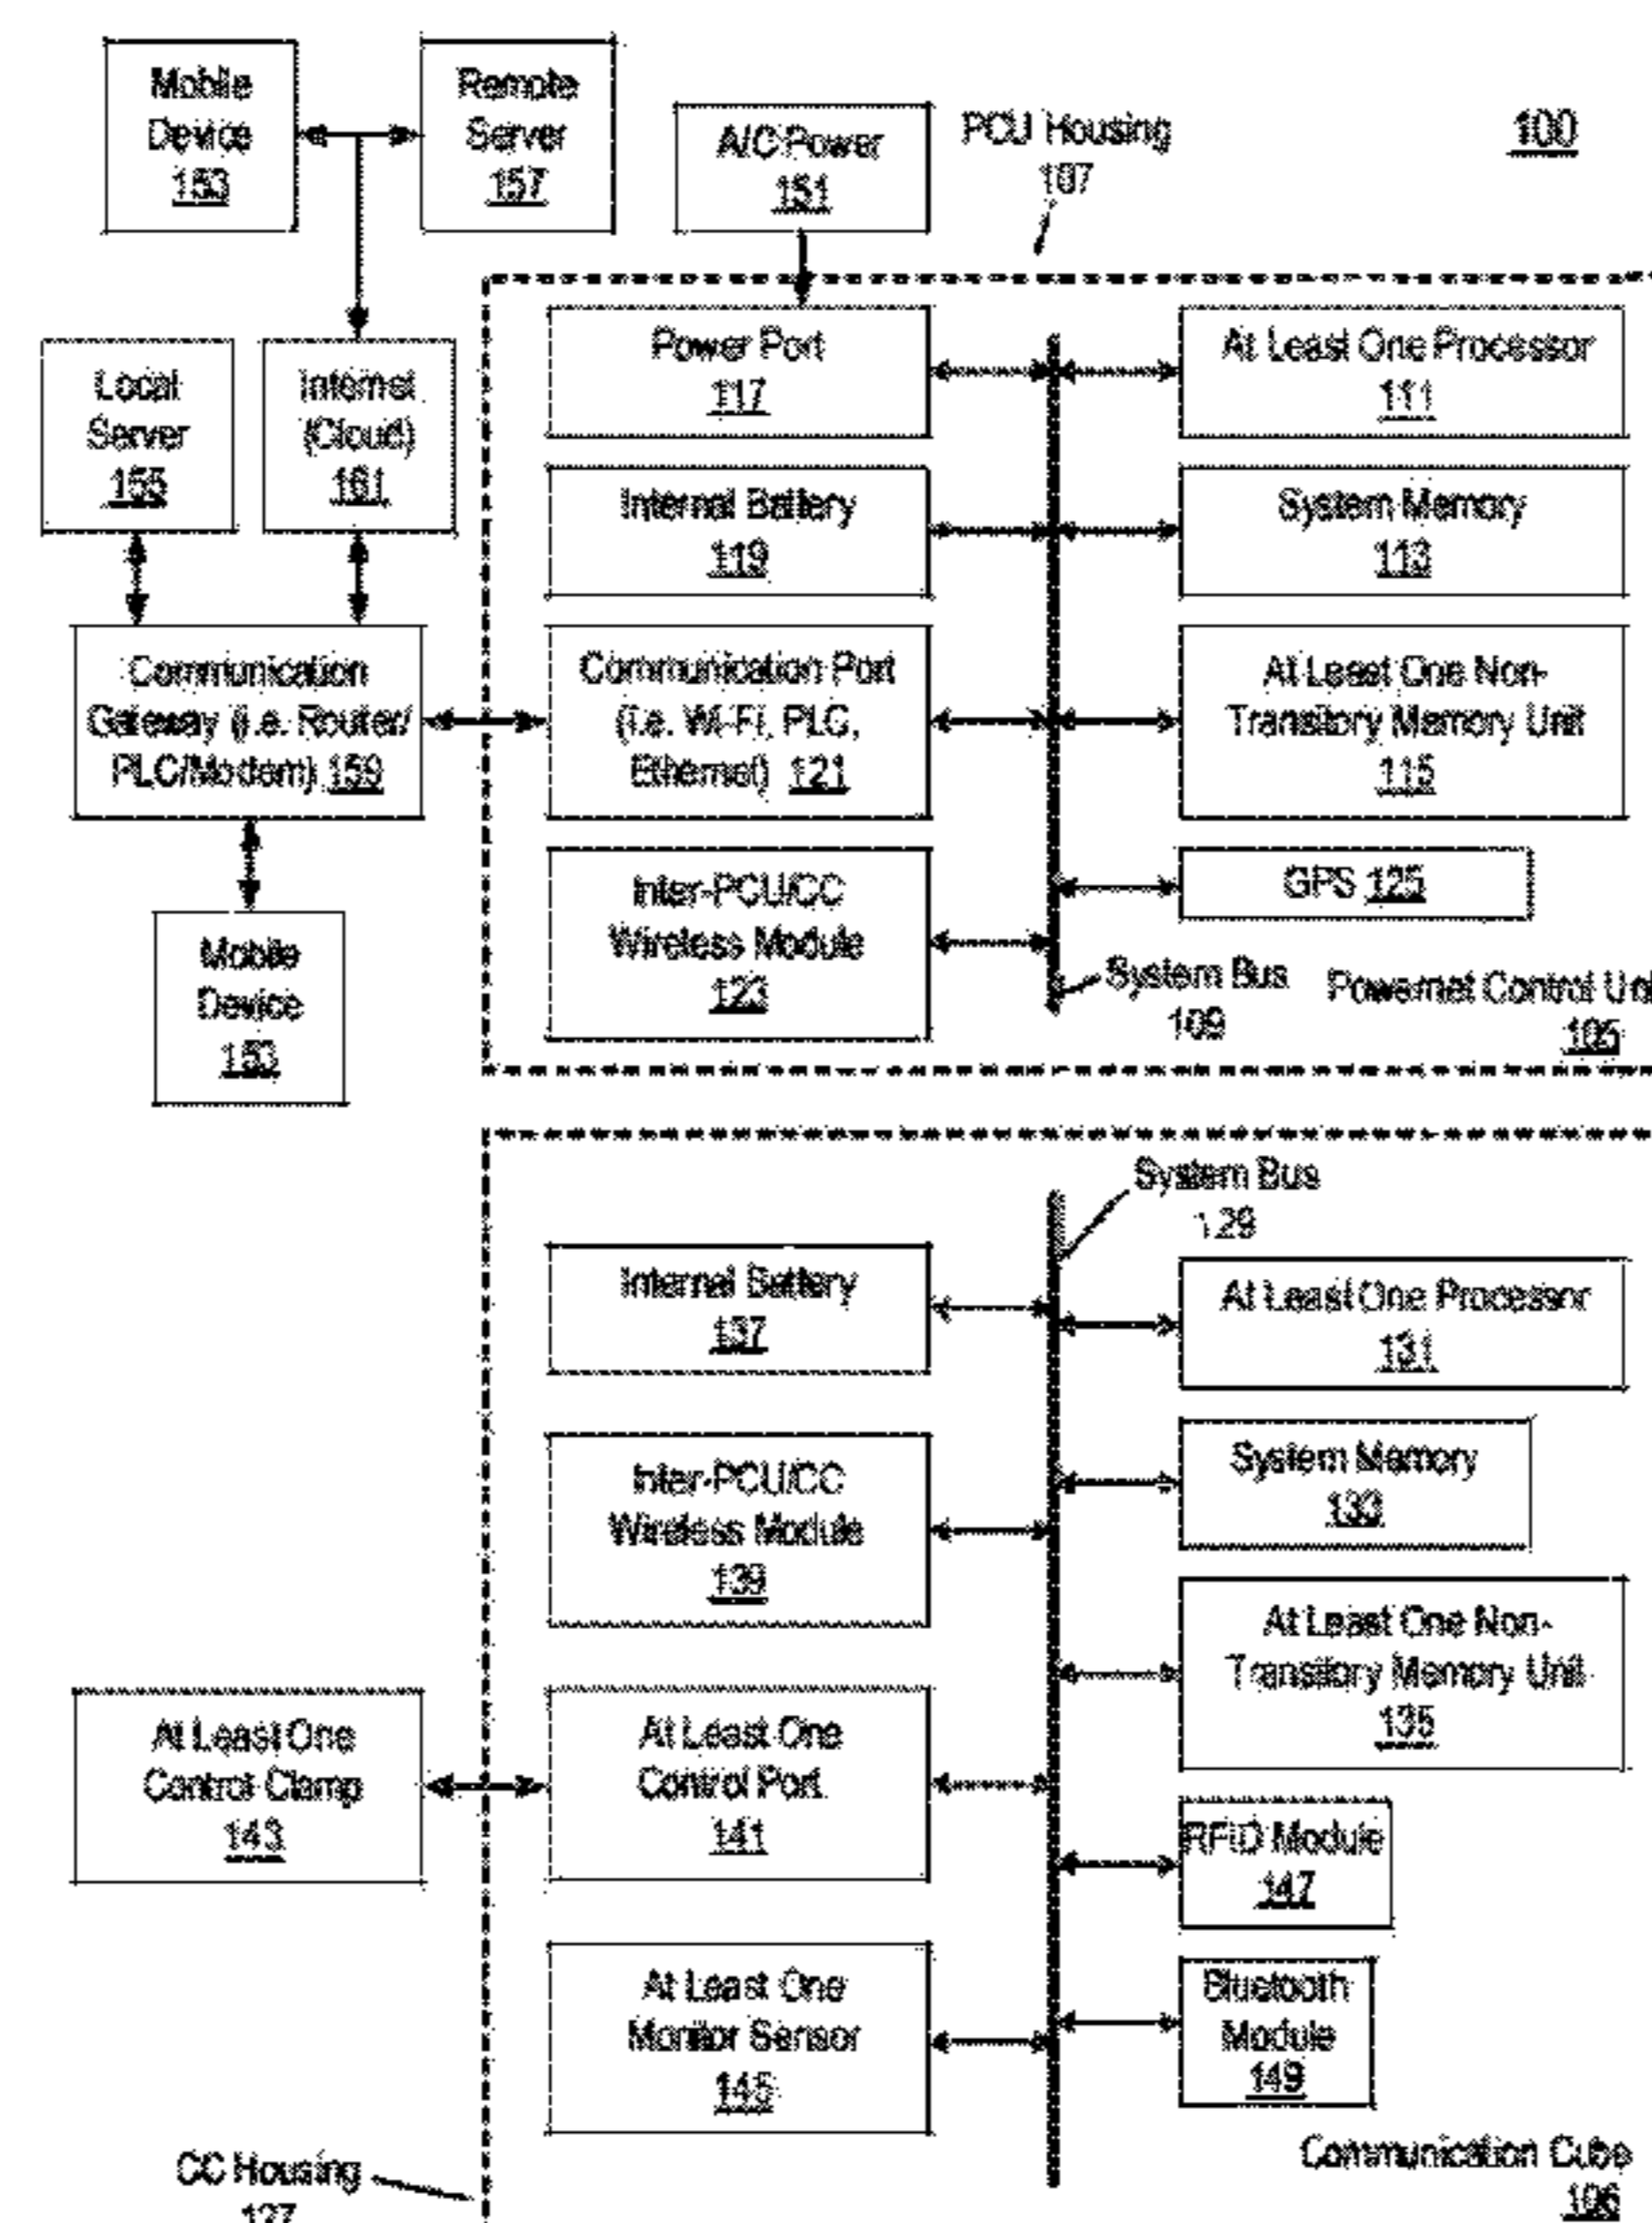 Mobile
Device
153
Remote
Server
157
A/C Power
151
PCU Housing
107
100
Local
Server
155
Internet
(Cloud)
161
Power Port
117
At Least One Processor
111
Internal Battery
119
System Memory
113
Communication
Gateway (i.e. Router/
PLC/Modem) 159
Communication Port
(i.e. Wi-Fi, PLC,
Ethernet) 121
At Least One Non-
Transitory Memory Unit
115
Mobile
Device
153
Inter-PCU/CC
Wireless Module
123
GPS 125
System Bus
109
Powernet Control Uni
105
System Bus
129
Internal Battery
137
At Least One Processor
131
Inter-PCU/CC
Wireless Module
139
System Memory
133
At Least One Non-
Transitory Memory Unit
135
At Least One
Control Clamp
143
At Least One
Control Port
141
RFID Module
147
At Least One
Monitor Sensor
145
Bluetooth
Module
149
CC Housing
127
Communication Cube
106